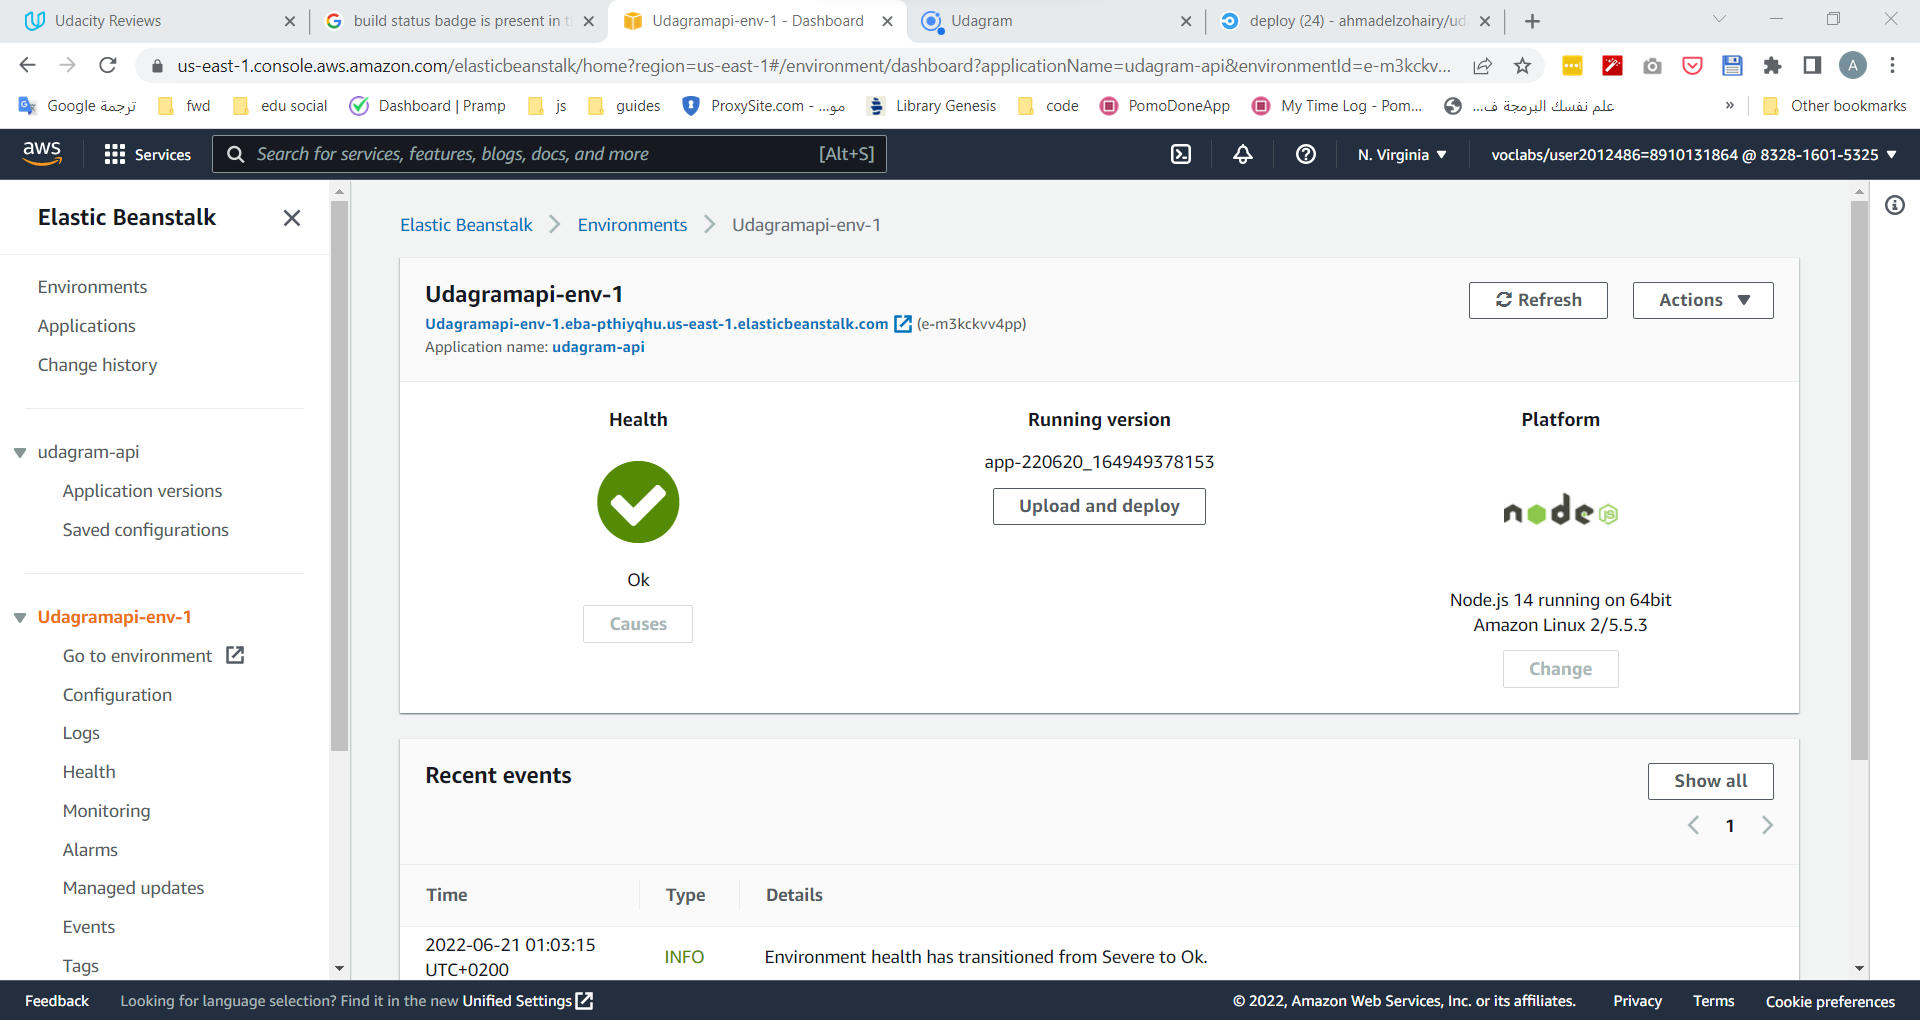 Udacity Reviews
build status badge is present in t
Udagramapi-env-1 - Dashboard
Udagram
deploy (24) - ahmadelzohairy/ud
us-east-1.console.aws.amazon.com/elasticbeanstalk/home?region=us-east-1#/environment/dashboard?applicationName=udagram-api&environmentId=e-m3kckv...
A
ترجمة Google
fwd
edu social
Dashboard | Pramp
js
guides
ProxySite.com - ...مو
Library Genesis
code
PomoDoneApp
My Time Log - Pom...
علم نفسك البرمجة ف...
»
Other bookmarks
aws
Services
Search for services, features, blogs, docs, and more
[Alt+S]
N. Virginia
voclabs/user2012486=8910131864 @ 8328-1601-5325
Elastic Beanstalk
Environments
Applications
Change history
udagram-api
Application versions
Saved configurations
Udagramapi-env-1
Go to environment
Configuration
Logs
Health
Monitoring
Alarms
Managed updates
Events
Tags
Elastic Beanstalk > Environments > Udagramapi-env-1
Udagramapi-env-1
Udagramapi-env-1.eba-pthiyqhu.us-east-1.elasticbeanstalk.com (e-m3kckvv4pp)
Application name: udagram-api
Refresh
Actions
Health
Ok
Causes
Running version
app-220620_164949378153
Upload and deploy
Platform
node JS
Node.js 14 running on 64bit
Amazon Linux 2/5.5.3
Change
Recent events
Show all
1
Time
Type
Details
2022-06-21 01:03:15
UTC+0200
INFO
Environment health has transitioned from Severe to Ok.
Feedback
Looking for language selection? Find it in the new Unified Settings
© 2022, Amazon Web Services, Inc. or its affiliates.
Privacy
Terms
Cookie preferences